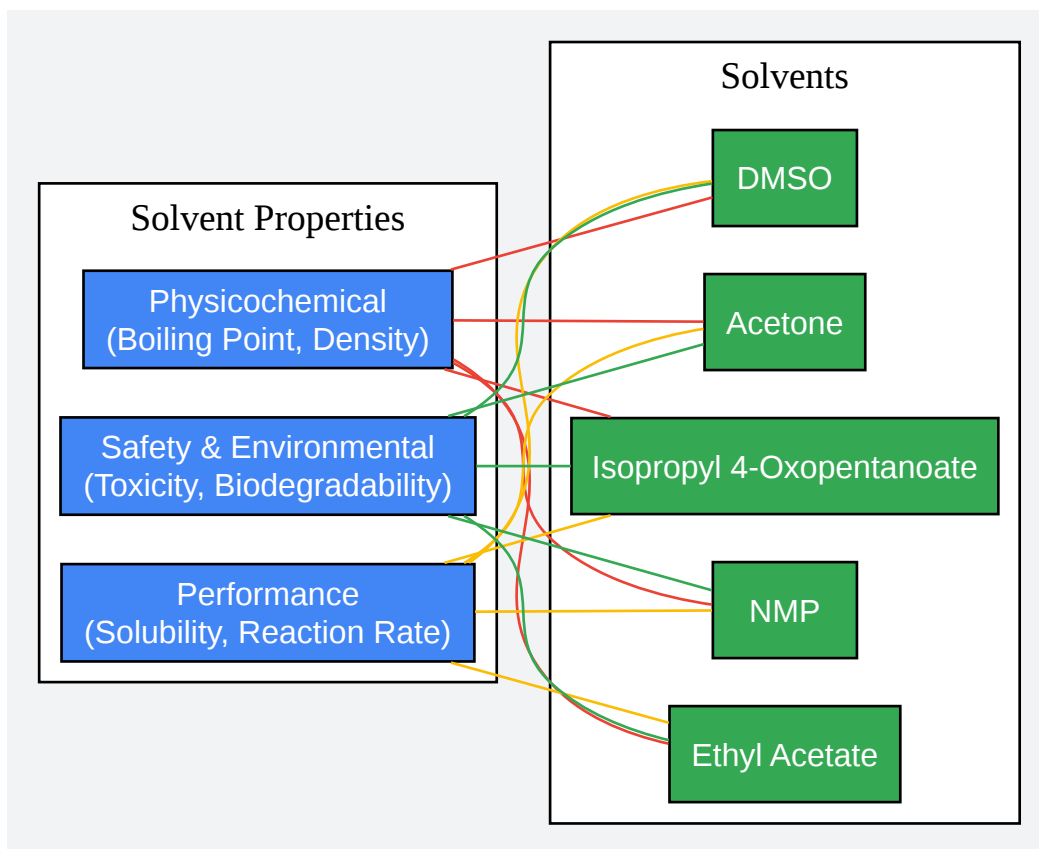 Solvent Properties
Physicochemical
(Boiling Point, Density)
Safety & Environmental
(Toxicity, Biodegradability)
Performance
(Solubility, Reaction Rate)
Solvents
DMSO
Acetone
Isopropyl 4-Oxopentanoate
NMP
Ethyl Acetate